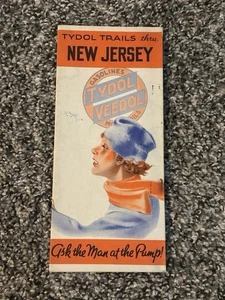 TYDOL TRAILS thru
NEW JERSEY
GASOLINES
TYDOL
VEEDOL
Ask the Man at the Pump!